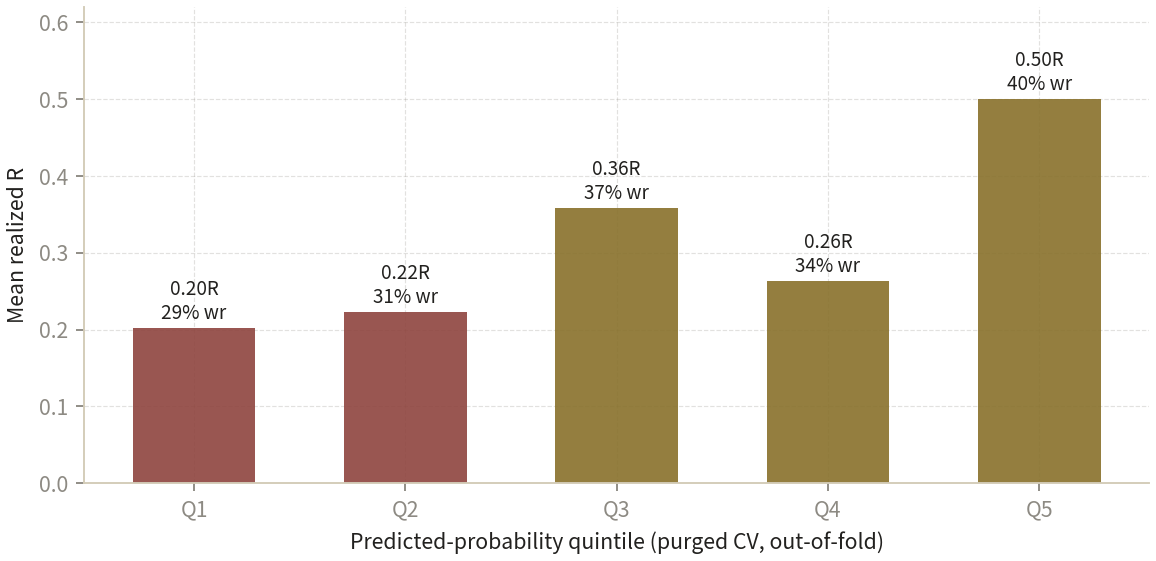 0.6
0.5
0.4
0.3
0.2
0.1
0.0
Mean realized R
0.20R
29% wr
0.22R
31% wr
0.36R
37% wr
0.26R
34% wr
0.50R
40% wr
Q1
Q2
Q3
Q4
Q5
Predicted-probability quintile (purged CV, out-of-fold)